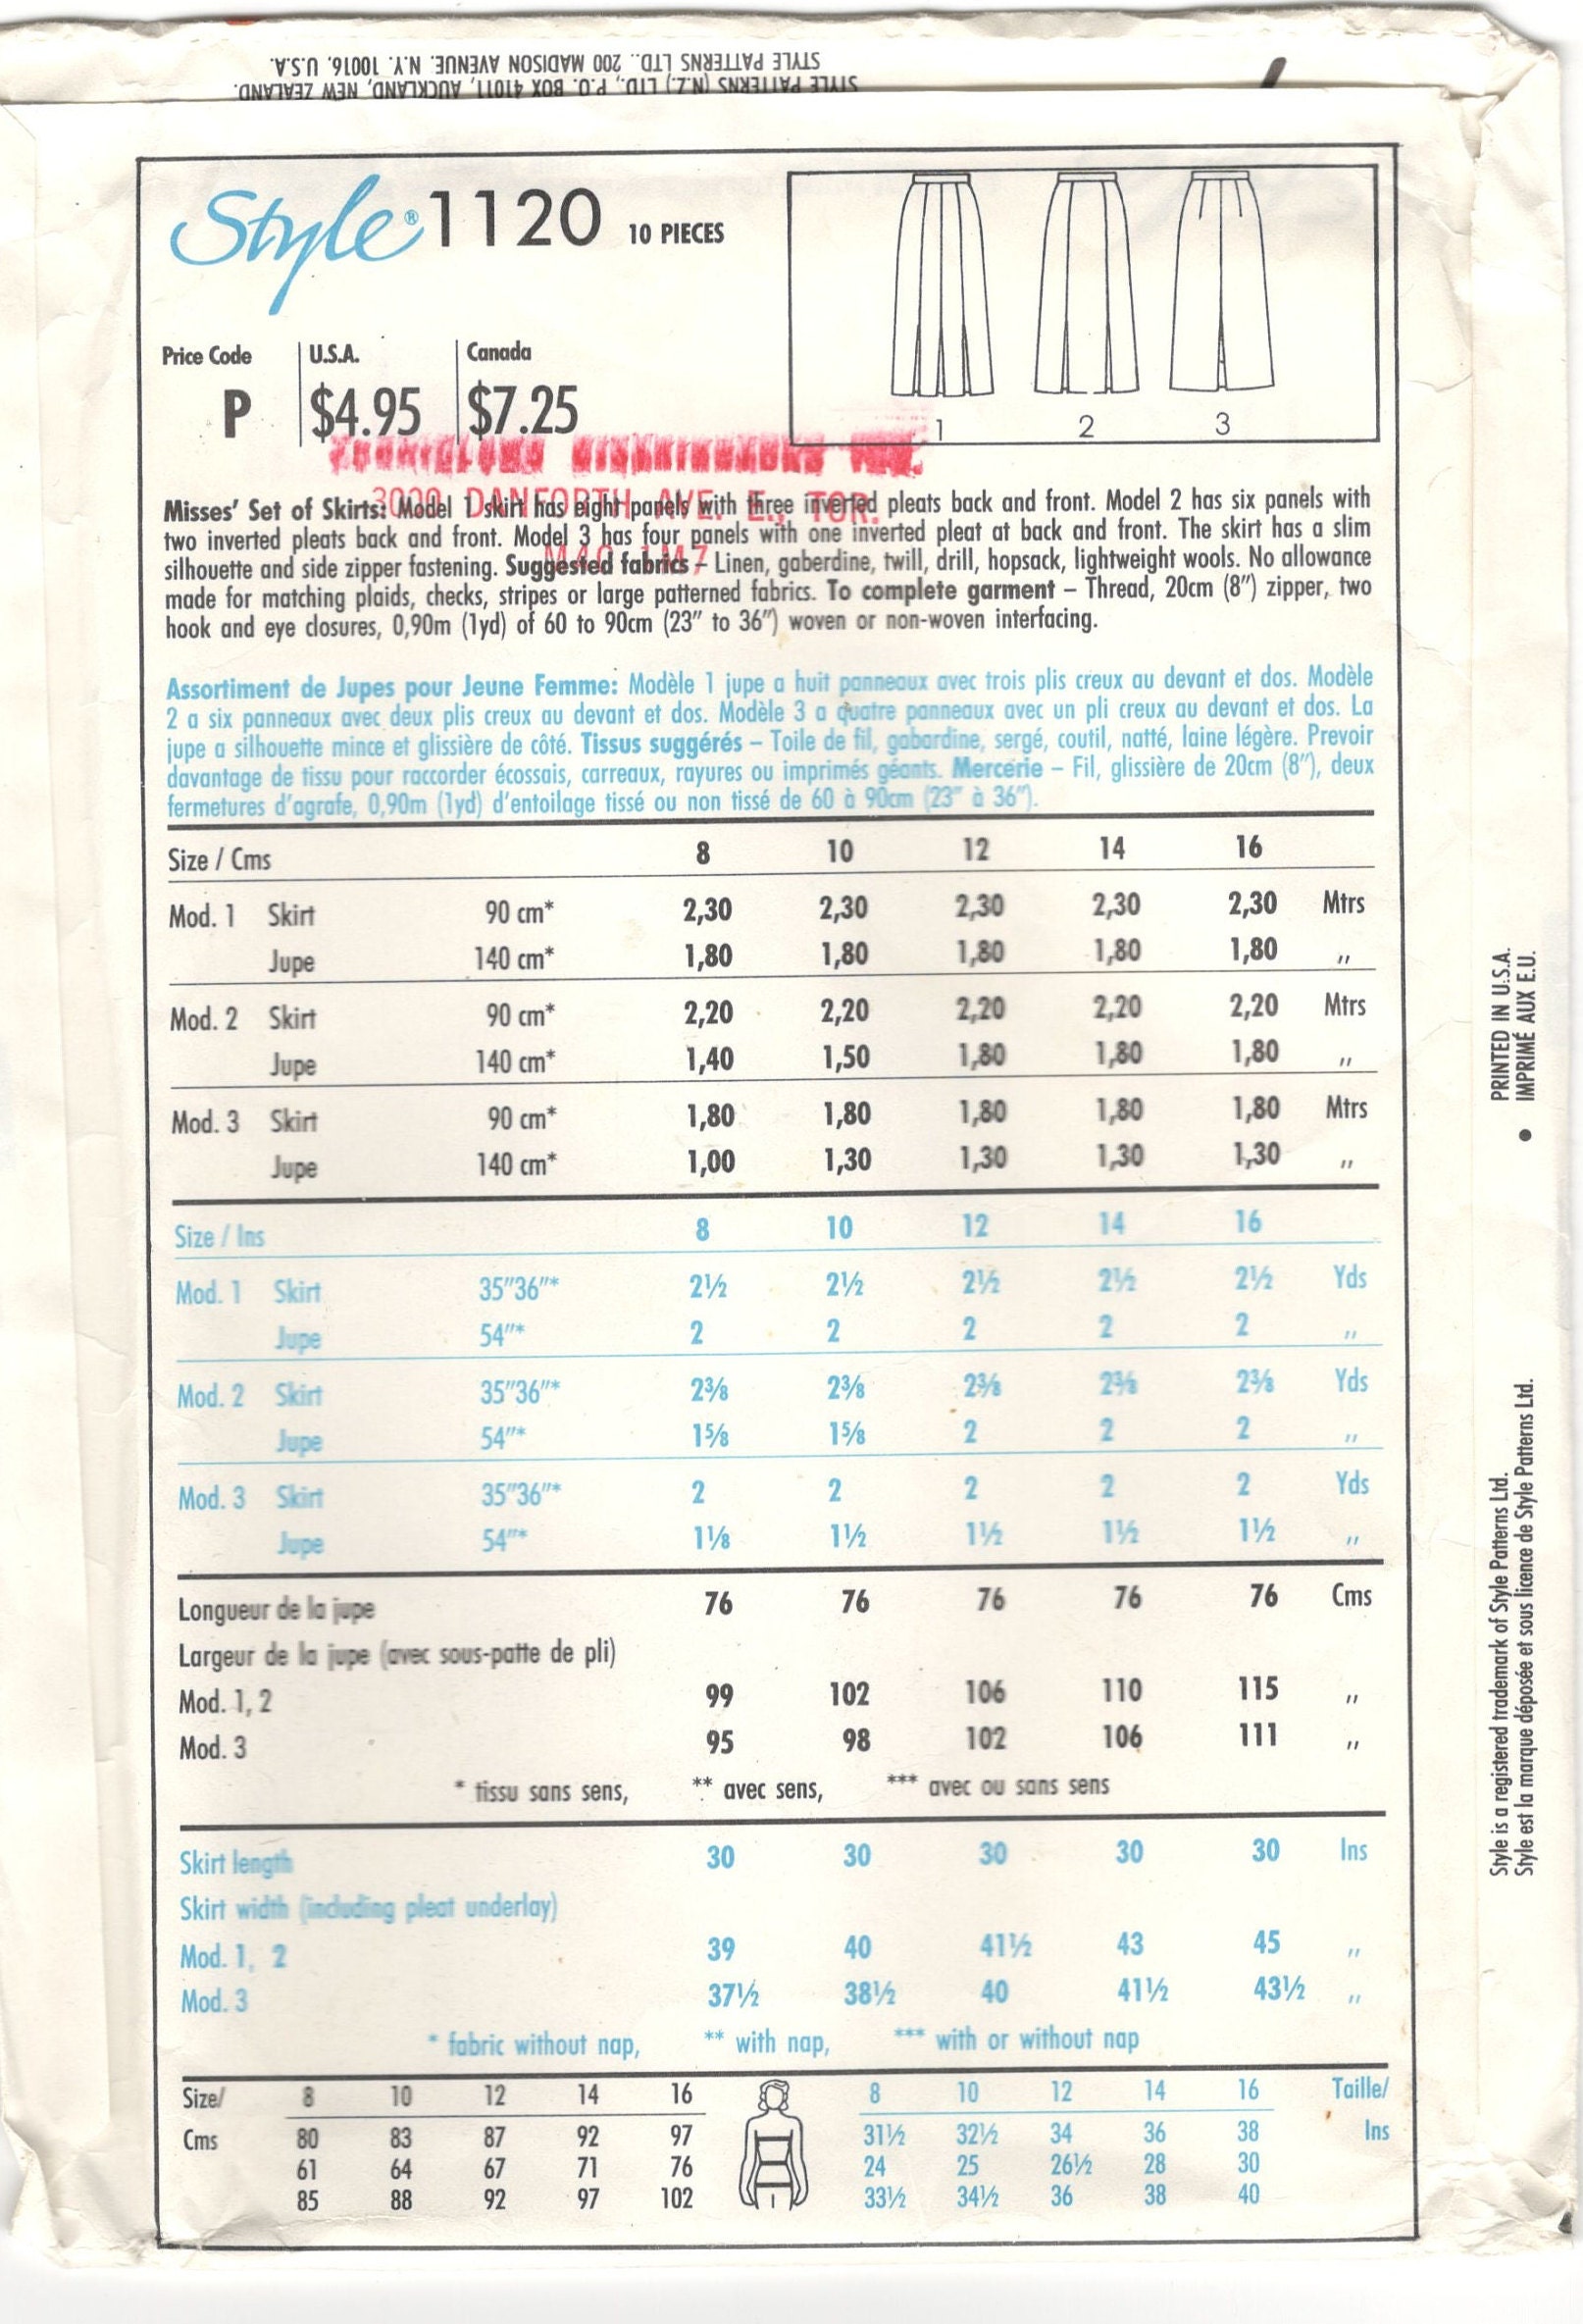 STYLE PATTERNS (N.Z.) LTD., P.O. BOX 41011, AUCKLAND, NEW ZEALAND.
STYLE PATTERNS LTD., 200 MADISON AVENUE, N.Y. 10016, U.S.A.
Style® 1120 10 PIECES
Price Code U.S.A. Canada
P $4.95 $7.25
1 2 3
3000 DANFORTH AVE. E., TOR.
1M7
Misses' Set of Skirts: Model 1 skirt has eight panels with three inverted pleats back and front. Model 2 has six panels with
two inverted pleats back and front. Model 3 has four panels with one inverted pleat at back and front. The skirt has a slim
silhouette and side zipper fastening. Suggested fabrics – Linen, gaberdine, twill, drill, hopsack, lightweight wools. No allowance
made for matching plaids, checks, stripes or large patterned fabrics. To complete garment – Thread, 20cm (8") zipper, two
hook and eye closures, 0,90m (1yd) of 60 to 90cm (23" to 36") woven or non-woven interfacing.
Assortiment de Jupes pour Jeune Femme: Modèle 1 jupe a huit panneaux avec trois plis creux au devant et dos. Modèle
2 a six panneaux avec deux plis creux au devant et dos. Modèle 3 a quatre panneaux avec un pli creux au devant et dos. La
jupe a silhouette mince et glissière de côté. Tissus suggérés – Toile de fil, gabardine, sergé, coutil, natté, laine légère. Prevoir
davantage de tissu pour raccorder écossais, carreaux, rayures ou imprimés géants. Mercerie – Fil, glissière de 20cm (8"), deux
fermetures d'agrafe, 0,90m (1yd) d'entoilage tissé ou non tissé de 60 à 90cm (23" à 36").
Size / Cms 8 10 12 14 16
Mod. 1 Skirt 90 cm* 2,30 2,30 2,30 2,30 2,30 Mtrs
Jupe 140 cm* 1,80 1,80 1,80 1,80 1,80 ,,
Mod. 2 Skirt 90 cm* 2,20 2,20 2,20 2,20 2,20 Mtrs
Jupe 140 cm* 1,40 1,50 1,80 1,80 1,80 ,,
Mod. 3 Skirt 90 cm* 1,80 1,80 1,80 1,80 1,80 Mtrs
Jupe 140 cm* 1,00 1,30 1,30 1,30 1,30 ,,
Size / Ins 8 10 12 14 16
Mod. 1 Skirt 35"36"* 2½ 2½ 2½ 2½ 2½ Yds
Jupe 54"* 2 2 2 2 2 ,,
Mod. 2 Skirt 35"36"* 2⅜ 2⅜ 2⅜ 2⅜ 2⅜ Yds
Jupe 54"* 1⅝ 1⅝ 2 2 2 ,,
Mod. 3 Skirt 35"36"* 2 2 2 2 2 Yds
Jupe 54"* 1⅛ 1½ 1½ 1½ 1½ ,,
Longueur de la jupe 76 76 76 76 76 Cms
Largeur de la jupe (avec sous-patte de pli)
Mod. 1, 2 99 102 106 110 115 ,,
Mod. 3 95 98 102 106 111 ,,
* tissu sans sens, ** avec sens, *** avec ou sans sens
Skirt length 30 30 30 30 30 Ins
Skirt width (including pleat underlay)
Mod. 1, 2 39 40 41½ 43 45 ,,
Mod. 3 37½ 38½ 40 41½ 43½ ,,
* fabric without nap, ** with nap, *** with or without nap
Size/ 8 10 12 14 16 8 10 12 14 16 Taille/
Cms 80 83 87 92 97 31½ 32½ 34 36 38 Ins
61 64 67 71 76 24 25 26½ 28 30
85 88 92 97 102 33½ 34½ 36 38 40
PRINTED IN U.S.A.
IMPRIMÉ AUX E.U.
Style is a registered trademark of Style Patterns Ltd.
Style est la marque déposée et sous licence de Style Patterns Ltd.